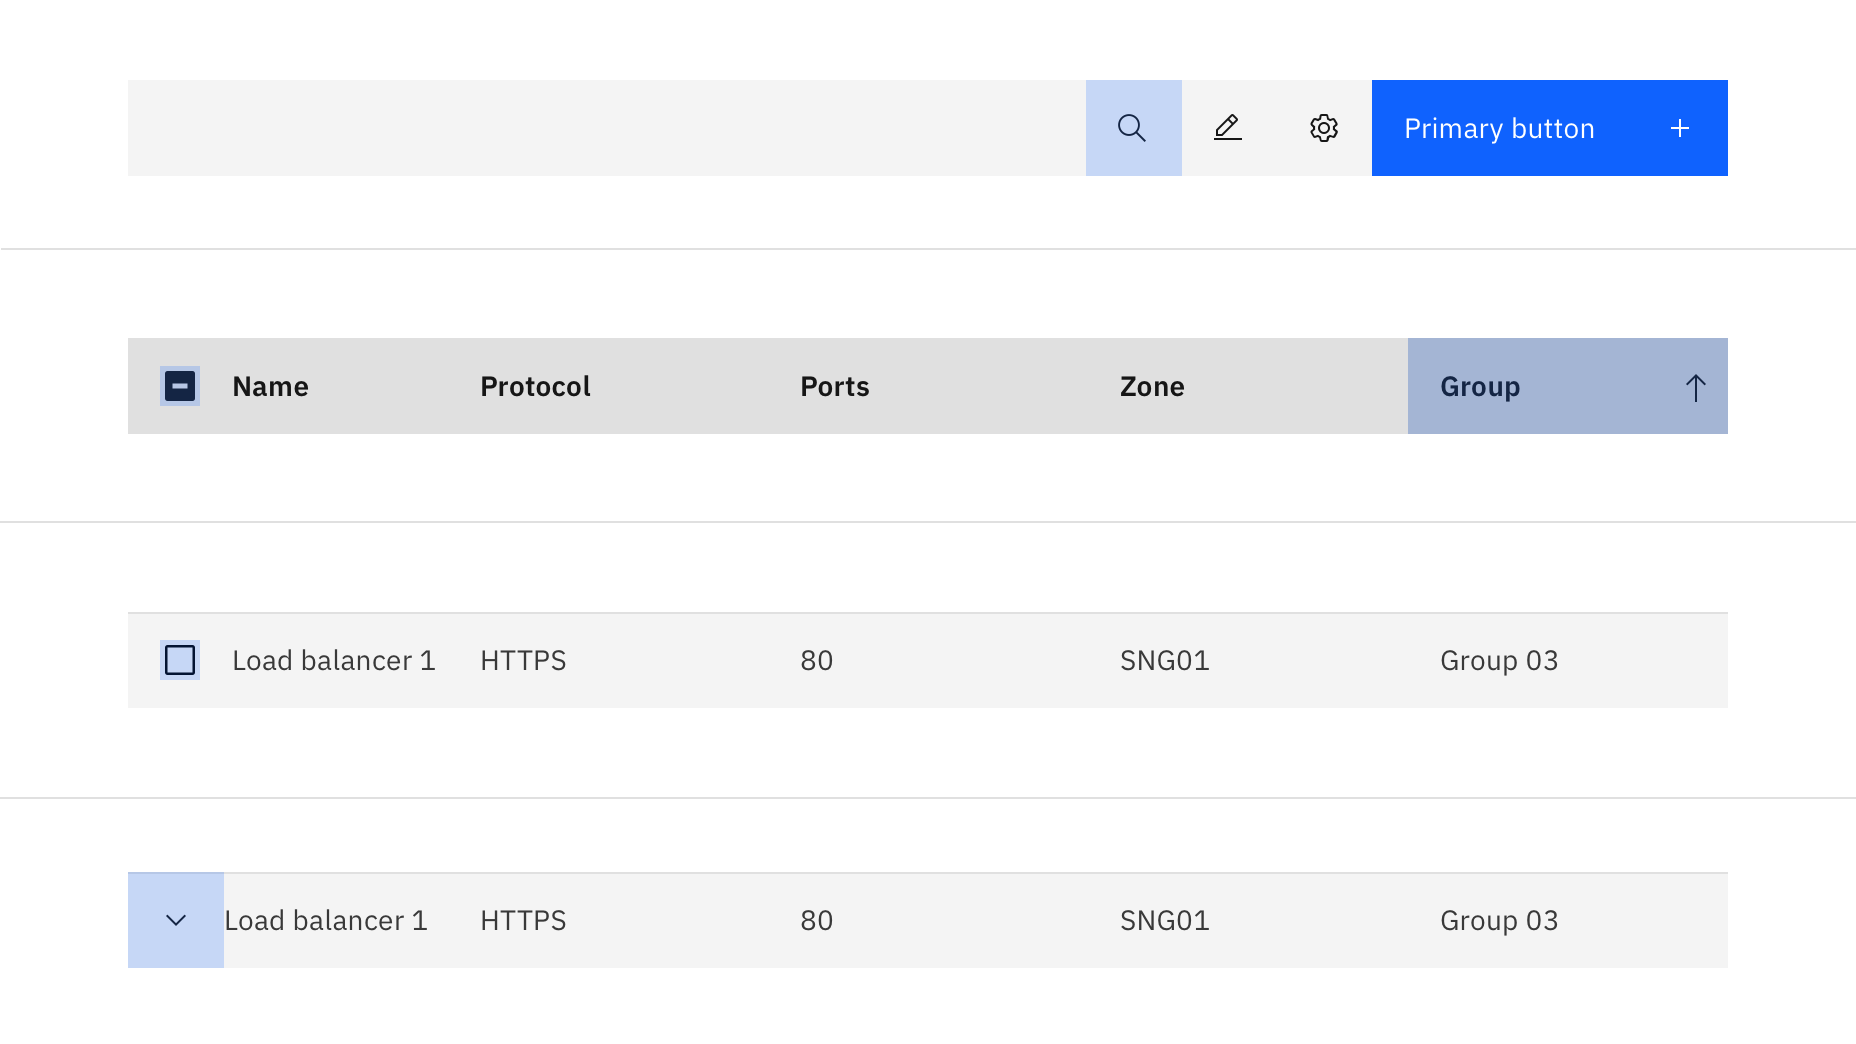 Primary button
Name Protocol Ports Zone Group
Load balancer 1 HTTPS 80 SNG01 Group 03
Load balancer 1 HTTPS 80 SNG01 Group 03